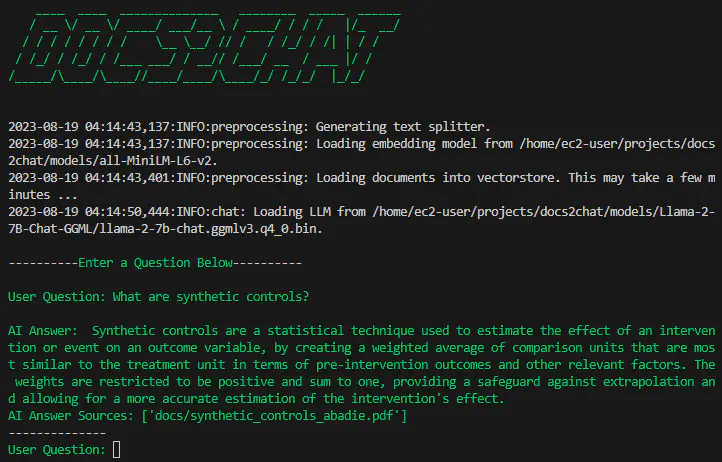 DOCS2CHAT
2023-08-19 04:14:43,137:INFO:preprocessing: Generating text splitter.
2023-08-19 04:14:43,137:INFO:preprocessing: Loading embedding model from /home/ec2-user/projects/docs
2chat/models/all-MiniLM-L6-v2.
2023-08-19 04:14:43,401:INFO:preprocessing: Loading documents into vectorstore. This may take a few m
inutes ...
2023-08-19 04:14:50,444:INFO:chat: Loading LLM from /home/ec2-user/projects/docs2chat/models/Llama-2-
7B-Chat-GGML/llama-2-7b-chat.ggmlv3.q4_0.bin.
----------Enter a Question Below----------
User Question: What are synthetic controls?
AI Answer:  Synthetic controls are a statistical technique used to estimate the effect of an interven
tion or event on an outcome variable, by creating a weighted average of comparison units that are mos
t similar to the treatment unit in terms of pre-intervention outcomes and other relevant factors. The
 weights are restricted to be positive and sum to one, providing a safeguard against extrapolation an
d allowing for a more accurate estimation of the intervention's effect.
AI Answer Sources: ['docs/synthetic_controls_abadie.pdf']
--------------
User Question: